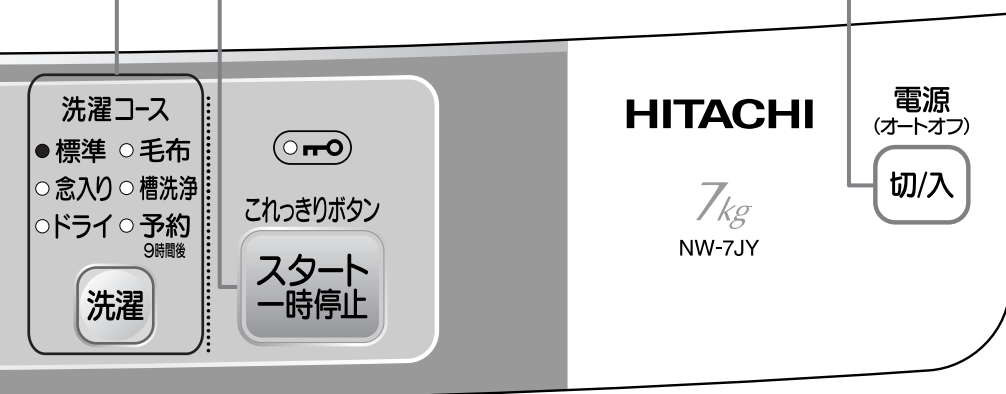 洗濯コース
標準 毛布
念入り 槽洗浄
ドライ 予約
9時間後
洗濯
これっきりボタン
スタート
一時停止
HITACHI
7kg
NW-7JY
電源
(オートオフ)
切/入